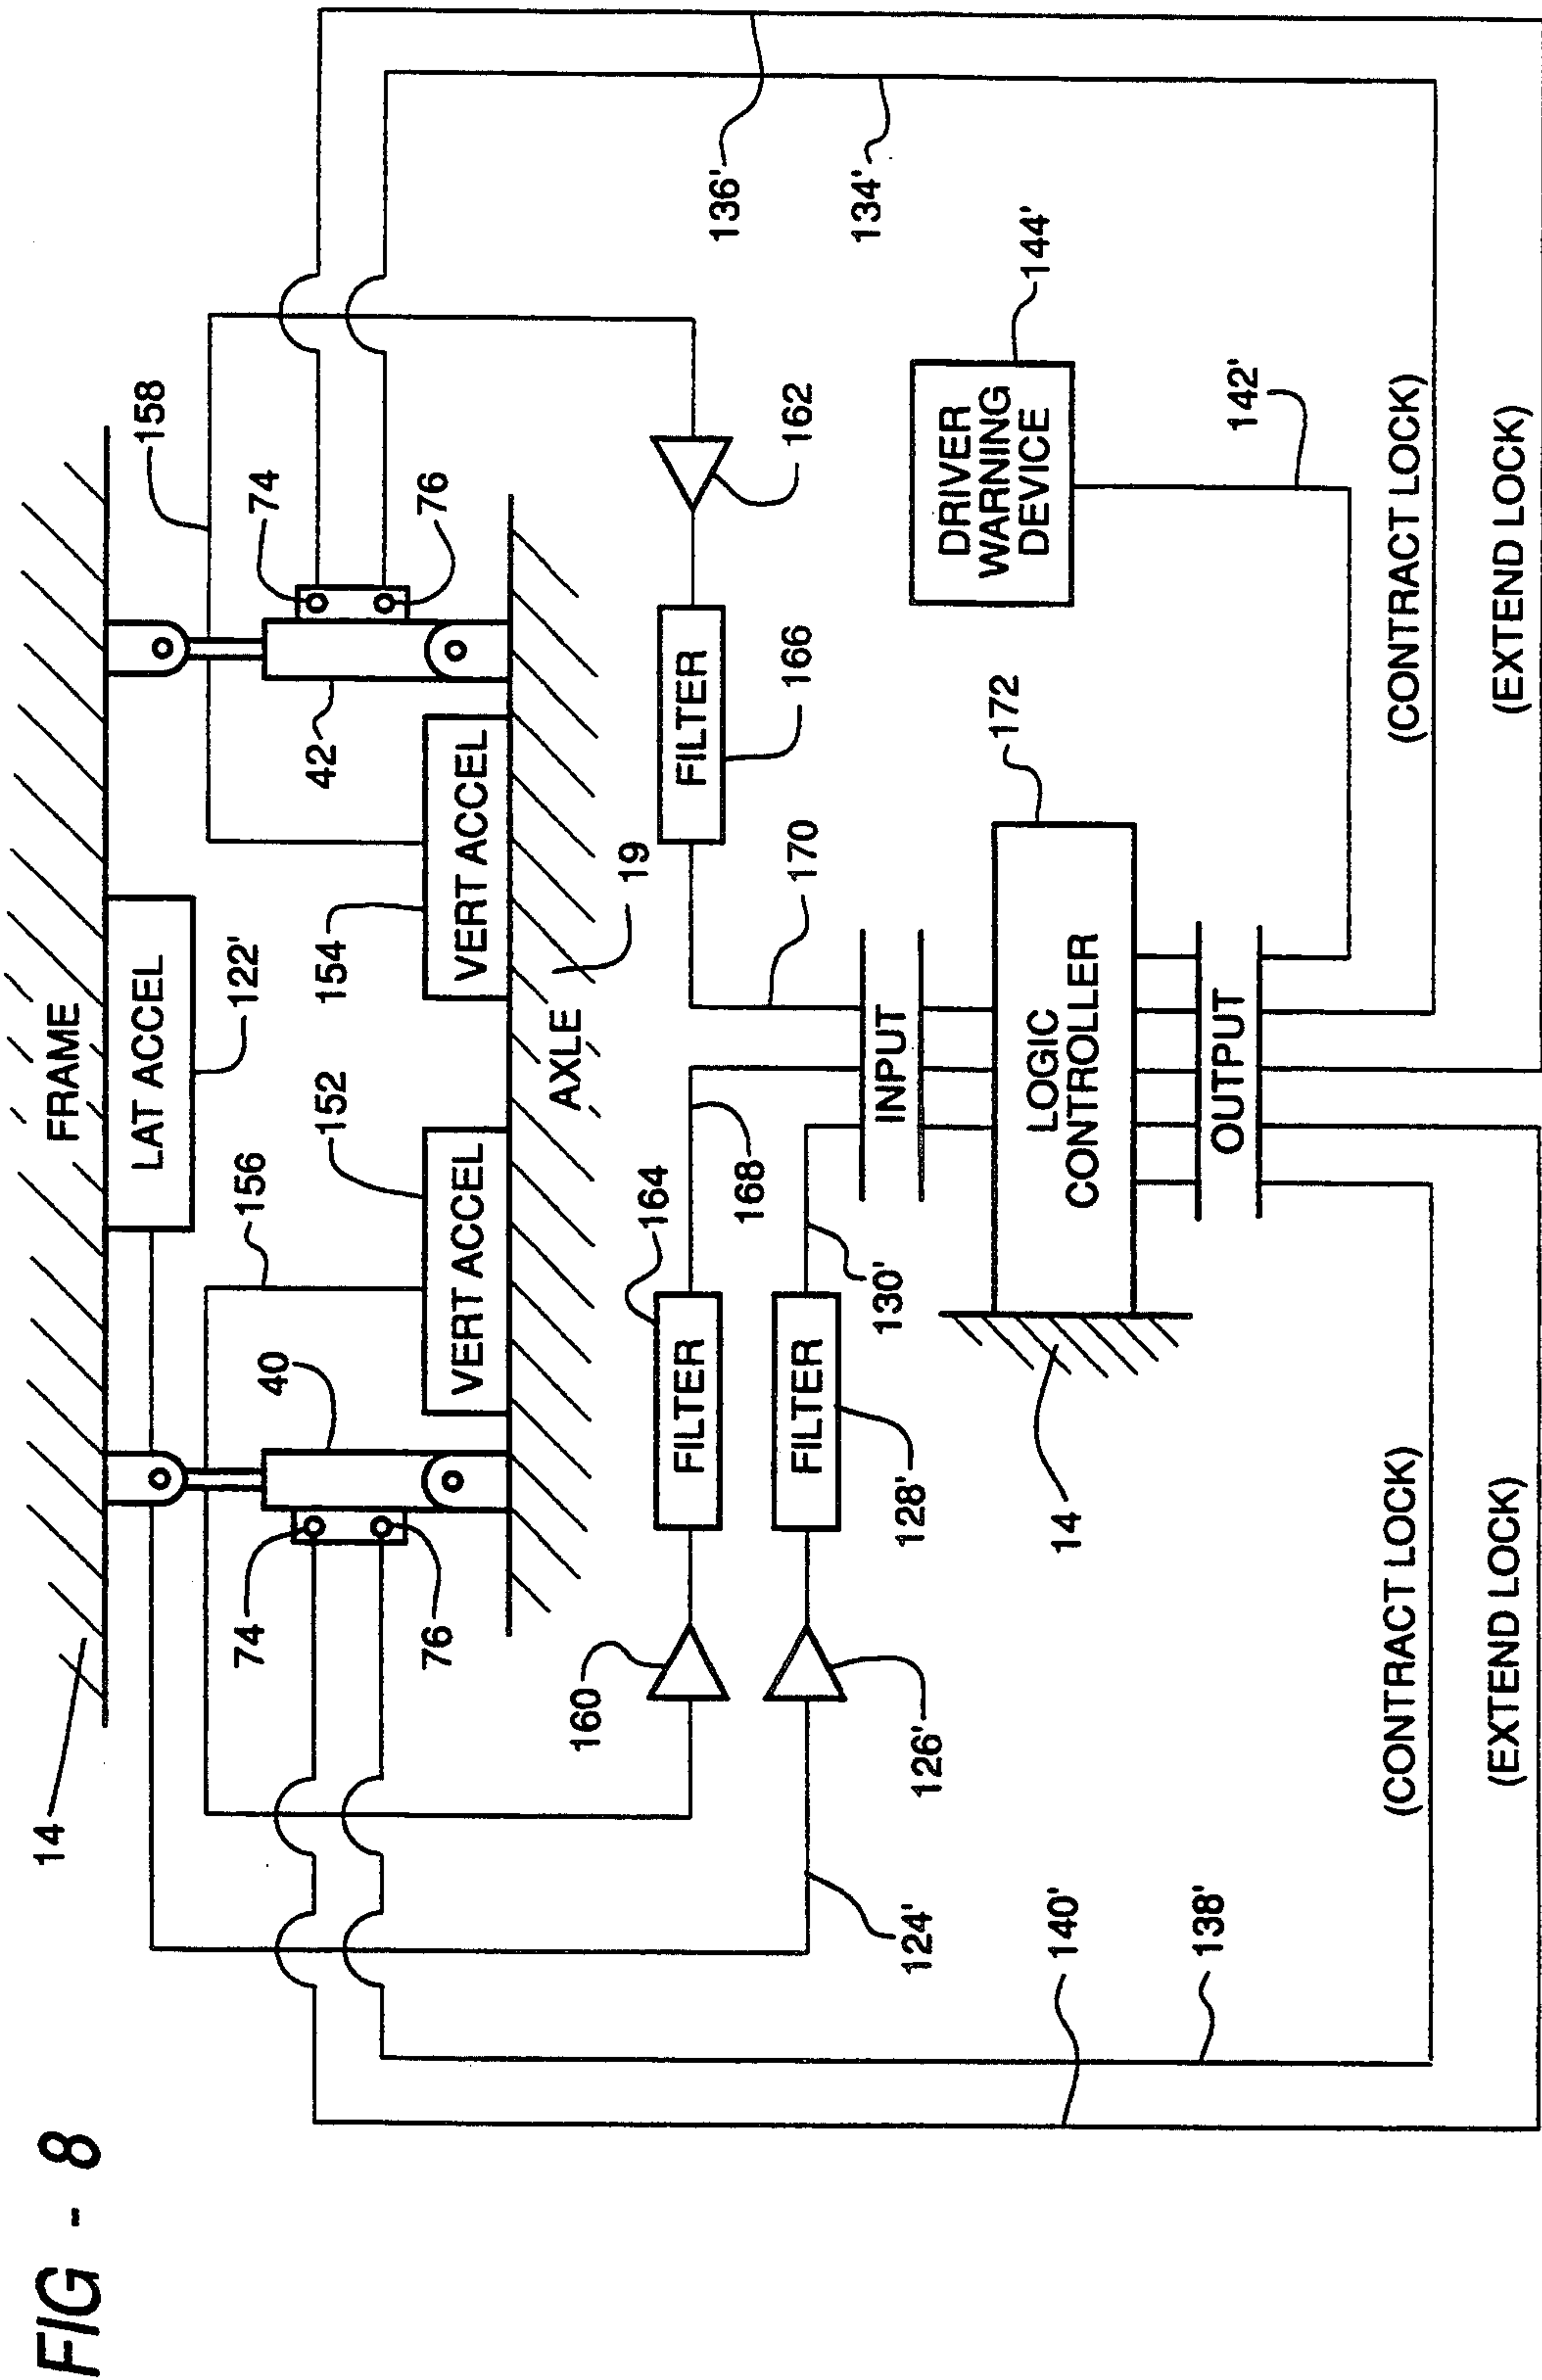 FIG - 8
14
FRAME
LAT ACCEL
122'
156
158
40
152
74
76
VERT ACCEL
154
VERT ACCEL
42
74
76
AXLE
19
160
FILTER
164
168
126'
FILTER
128'
130'
124'
162
FILTER
166
170
INPUT
LOGIC
CONTROLLER
172
14
OUTPUT
DRIVER
WARNING
DEVICE
144'
142'
136'
134'
140'
138'
(CONTRACT LOCK)
(EXTEND LOCK)
(CONTRACT LOCK)
(EXTEND LOCK)